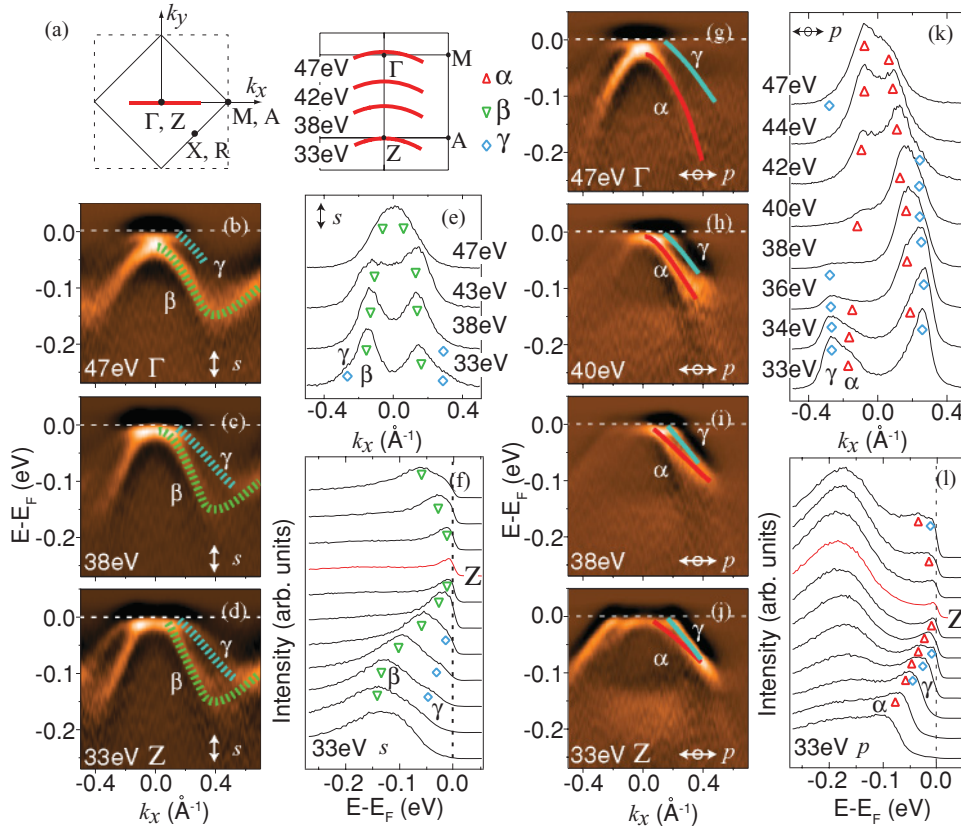 (a)
k_y
k_x
Γ, Z
M, A
X, R
47eV
42eV
38eV
33eV
Γ
M
Z
A
α
β
γ
(b)
0.0
-0.1
-0.2
β
γ
47eV Γ
s
(c)
0.0
-0.1
-0.2
β
γ
38eV
s
(d)
0.0
-0.1
-0.2
β
γ
33eV Z
s
E-E_F (eV)
-0.4
0.0
0.4
k_x (Å⁻¹)
(e)
s
47eV
43eV
38eV
33eV
γ
β
-0.4
0.0
0.4
k_x (Å⁻¹)
(f)
Z
β
γ
33eV s
Intensity (arb. units)
-0.2
-0.1
0.0
E-E_F (eV)
(g)
0.0
-0.1
-0.2
γ
α
47eV Γ
p
(h)
0.0
-0.1
-0.2
γ
α
40eV
p
(i)
0.0
-0.1
-0.2
γ
α
38eV
p
(j)
0.0
-0.1
-0.2
γ
α
33eV Z
p
E-E_F (eV)
-0.4
0.0
0.4
k_x (Å⁻¹)
(k)
p
47eV
44eV
42eV
40eV
38eV
36eV
34eV
33eV
γ
α
-0.4
0.0
0.4
k_x (Å⁻¹)
(l)
Z
γ
α
33eV p
Intensity (arb. units)
-0.2
-0.1
0.0
E-E_F (eV)